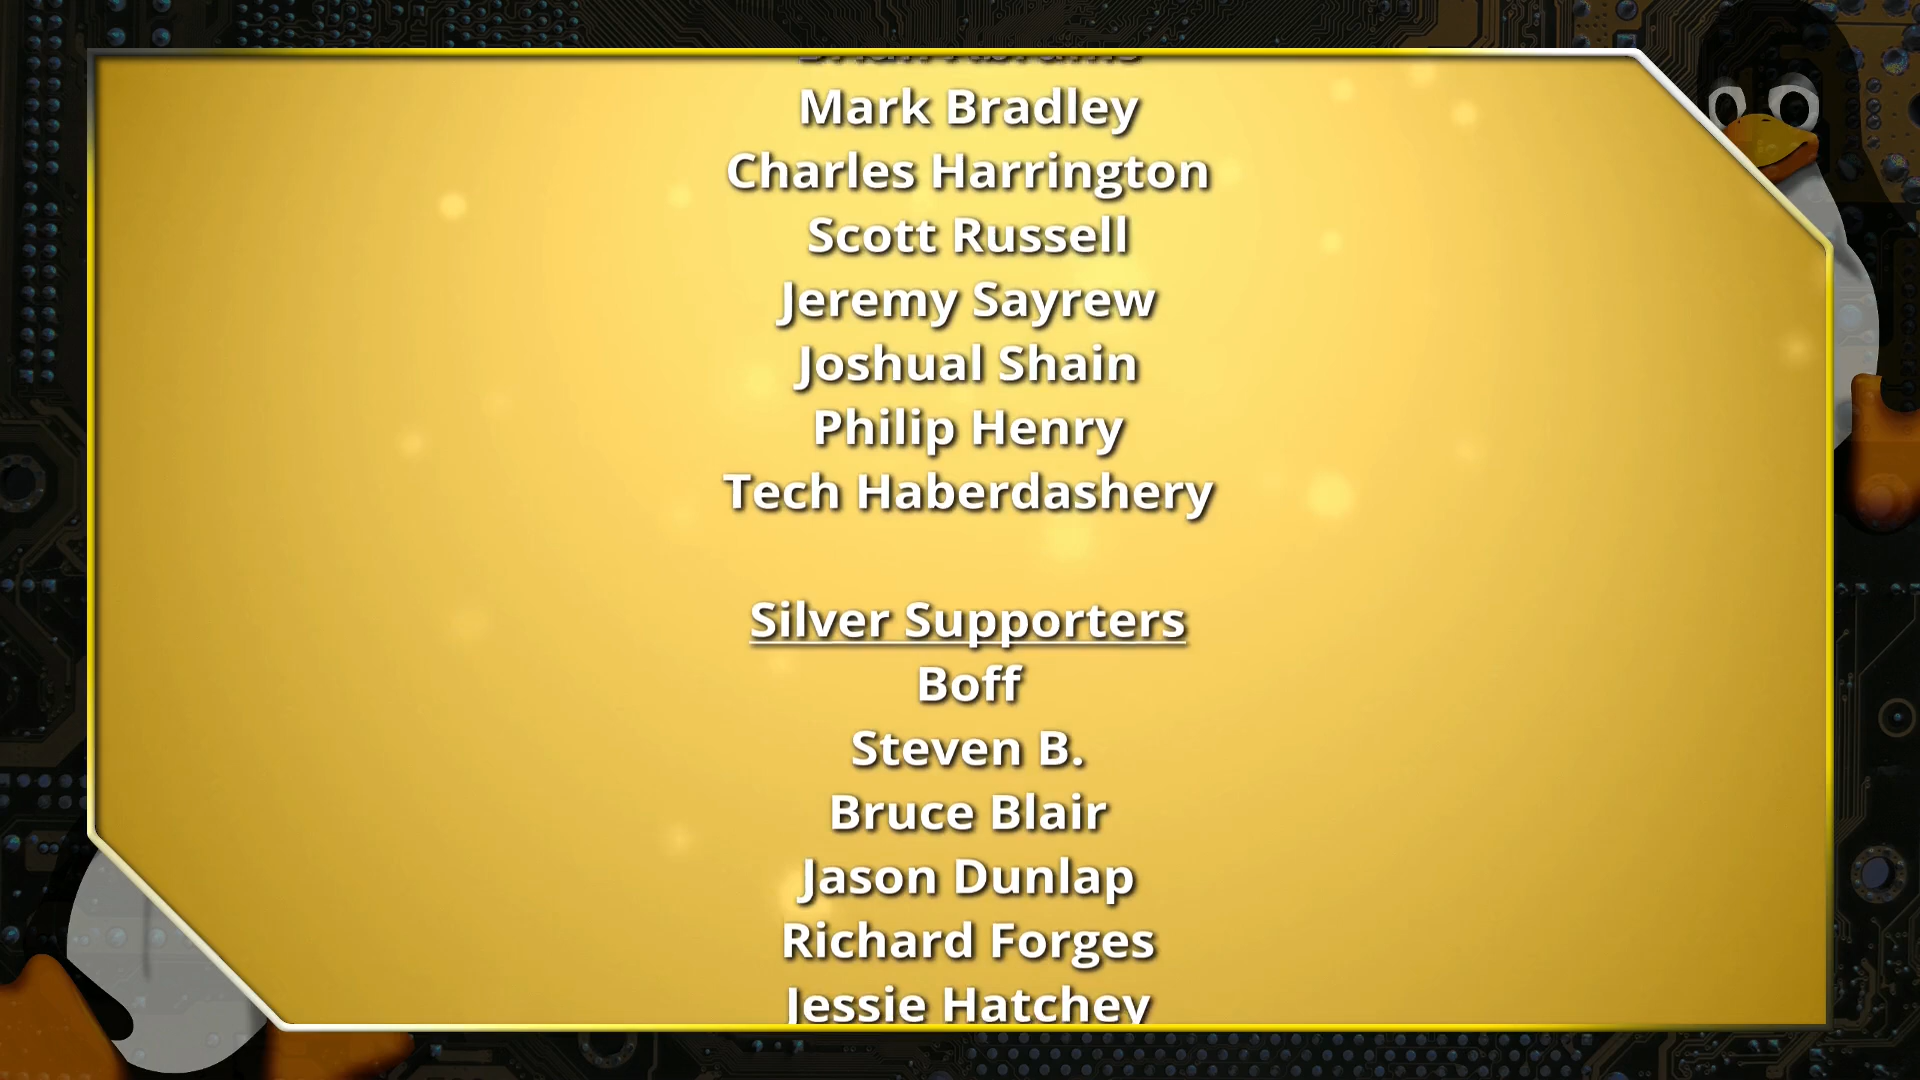 Mark Bradley
Charles Harrington
Scott Russell
Jeremy Sayrew
Joshual Shain
Philip Henry
Tech Haberdashery
Silver Supporters
Boff
Steven B.
Bruce Blair
Jason Dunlap
Richard Forges
Jessie Hatchey